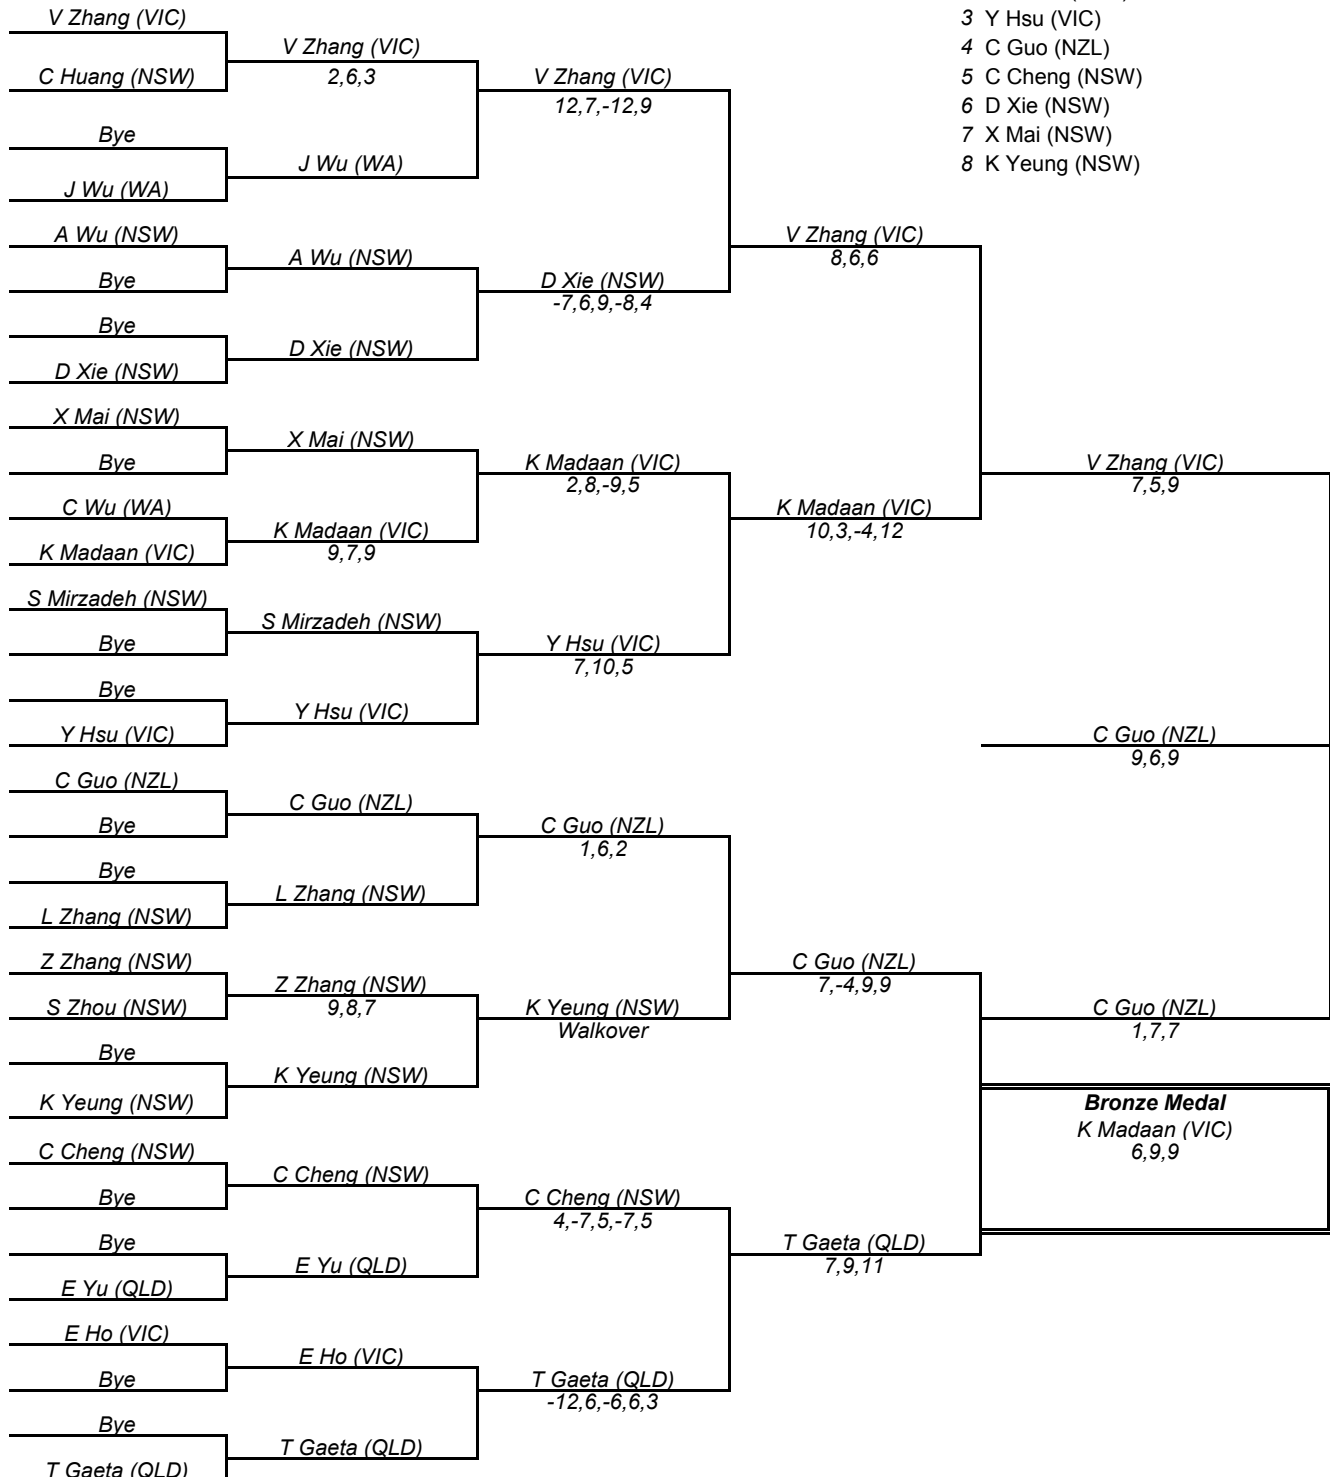 V Zhang (VIC)
C Huang (NSW)
Bye
J Wu (WA)
A Wu (NSW)
Bye
Bye
D Xie (NSW)
X Mai (NSW)
Bye
C Wu (WA)
K Madaan (VIC)
S Mirzadeh (NSW)
Bye
Bye
Y Hsu (VIC)
C Guo (NZL)
Bye
Bye
L Zhang (NSW)
Z Zhang (NSW)
S Zhou (NSW)
Bye
K Yeung (NSW)
C Cheng (NSW)
Bye
Bye
E Yu (QLD)
E Ho (VIC)
Bye
Bye
T Gaeta (QLD)
V Zhang (VIC)
2,6,3
J Wu (WA)
A Wu (NSW)
D Xie (NSW)
X Mai (NSW)
K Madaan (VIC)
9,7,9
S Mirzadeh (NSW)
Y Hsu (VIC)
C Guo (NZL)
L Zhang (NSW)
Z Zhang (NSW)
9,8,7
K Yeung (NSW)
C Cheng (NSW)
E Yu (QLD)
E Ho (VIC)
T Gaeta (QLD)
V Zhang (VIC)
12,7,-12,9
D Xie (NSW)
-7,6,9,-8,4
K Madaan (VIC)
2,8,-9,5
Y Hsu (VIC)
7,10,5
C Guo (NZL)
1,6,2
K Yeung (NSW)
Walkover
C Cheng (NSW)
4,-7,5,-7,5
T Gaeta (QLD)
-12,6,-6,6,3
V Zhang (VIC)
8,6,6
K Madaan (VIC)
10,3,-4,12
C Guo (NZL)
7,-4,9,9
T Gaeta (QLD)
7,9,11
3 Y Hsu (VIC)
4 C Guo (NZL)
5 C Cheng (NSW)
6 D Xie (NSW)
7 X Mai (NSW)
8 K Yeung (NSW)
V Zhang (VIC)
7,5,9
C Guo (NZL)
9,6,9
C Guo (NZL)
1,7,7
Bronze Medal
K Madaan (VIC)
6,9,9